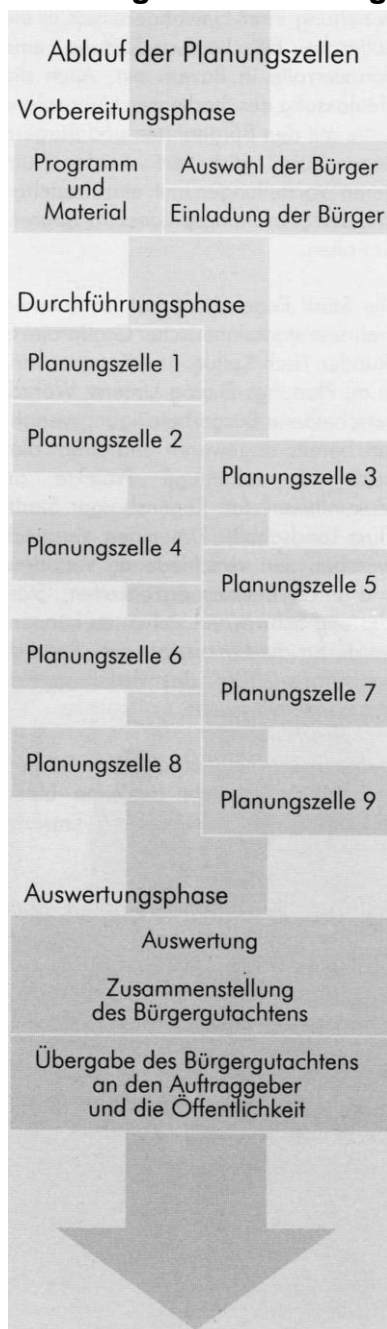 Ablauf der Planungszellen
Vorbereitungsphase
Programm
und
Material
Auswahl der Bürger
Einladung der Bürger
Durchführungsphase
Planungszelle 1
Planungszelle 2
Planungszelle 3
Planungszelle 4
Planungszelle 5
Planungszelle 6
Planungszelle 7
Planungszelle 8
Planungszelle 9
Auswertungsphase
Auswertung
Zusammenstellung
des Bürgergutachtens
Übergabe des Bürgergutachtens
an den Auftraggeber
und die Öffentlichkeit